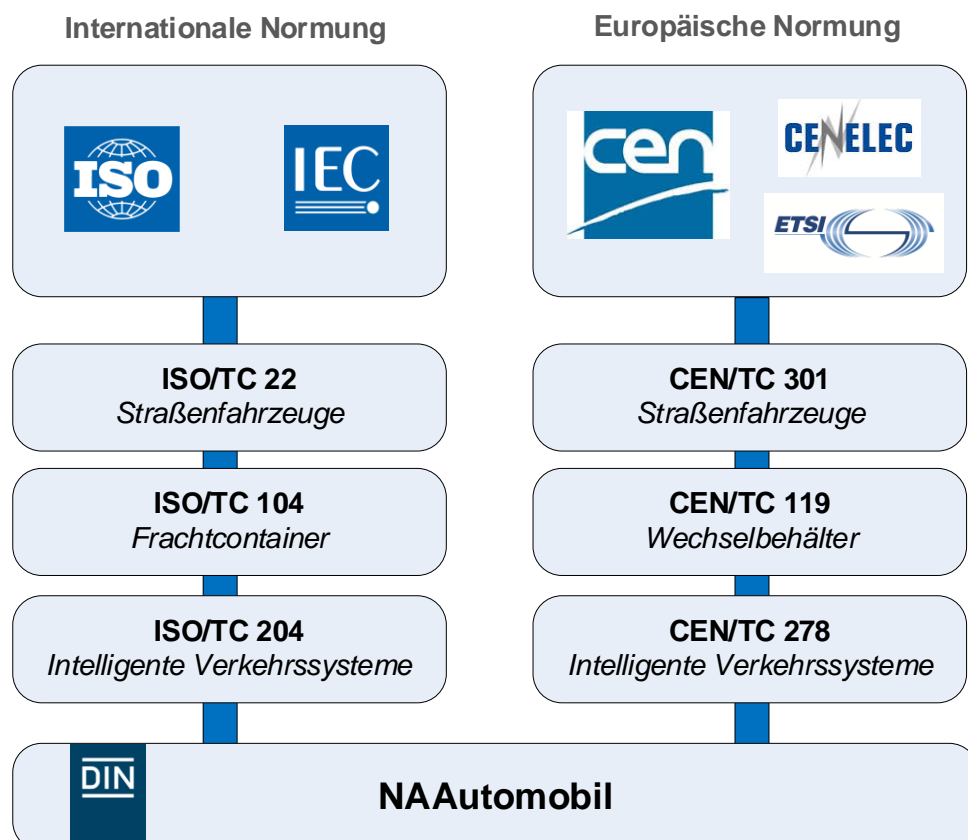 Internationale Normung
Europäische Normung
ISO
IEC
cen
CENELEC
ETSI
ISO/TC 22
Straßenfahrzeuge
CEN/TC 301
Straßenfahrzeuge
ISO/TC 104
Frachtcontainer
CEN/TC 119
Wechselbehälter
ISO/TC 204
Intelligente Verkehrssysteme
CEN/TC 278
Intelligente Verkehrssysteme
DIN
NAAutomobil